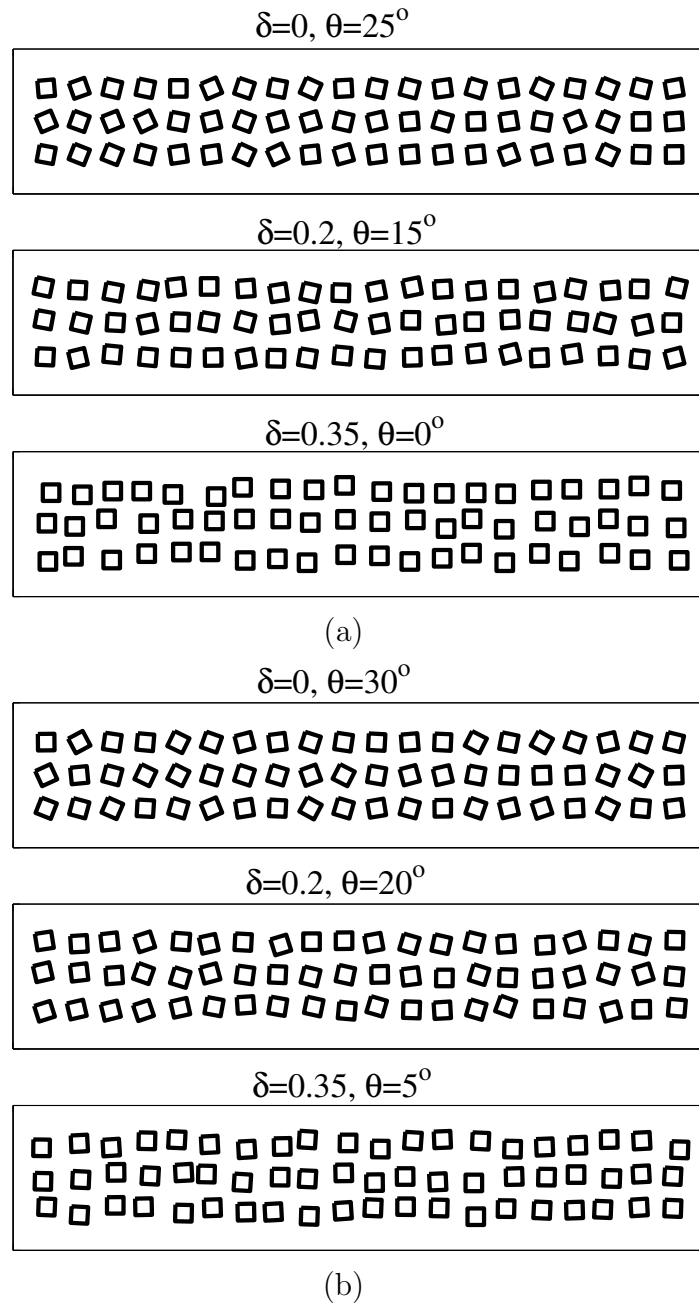 δ=0, θ=25°
δ=0.2, θ=15°
δ=0.35, θ=0°
(a)
δ=0, θ=30°
δ=0.2, θ=20°
δ=0.35, θ=5°
(b)